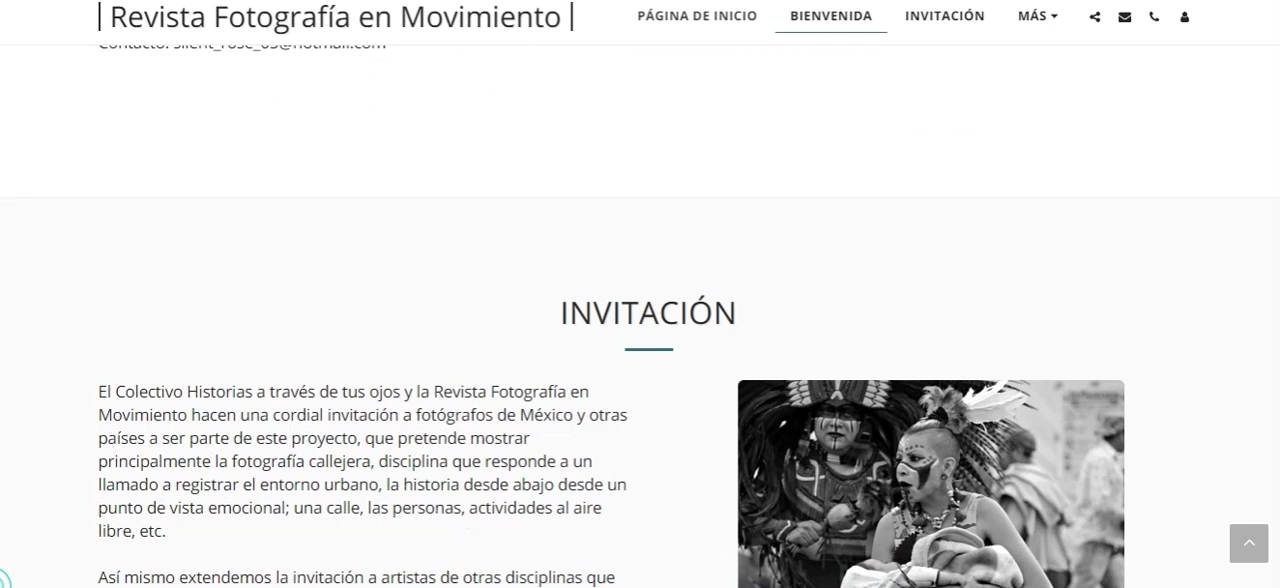 | Revista Fotografía en Movimiento |
PÁGINA DE INICIO
BIENVENIDA
INVITACIÓN
MÁS
INVITACIÓN
El Colectivo Historias a través de tus ojos y la Revista Fotografía en
Movimiento hacen una cordial invitación a fotógrafos de México y otras
países a ser parte de este proyecto, que pretende mostrar
principalmente la fotografía callejera, disciplina que responde a un
llamado a registrar el entorno urbano, la historia desde abajo desde un
punto de vista emocional; una calle, las personas, actividades al aire
libre, etc.
Así mismo extendemos la invitación a artistas de otras disciplinas que